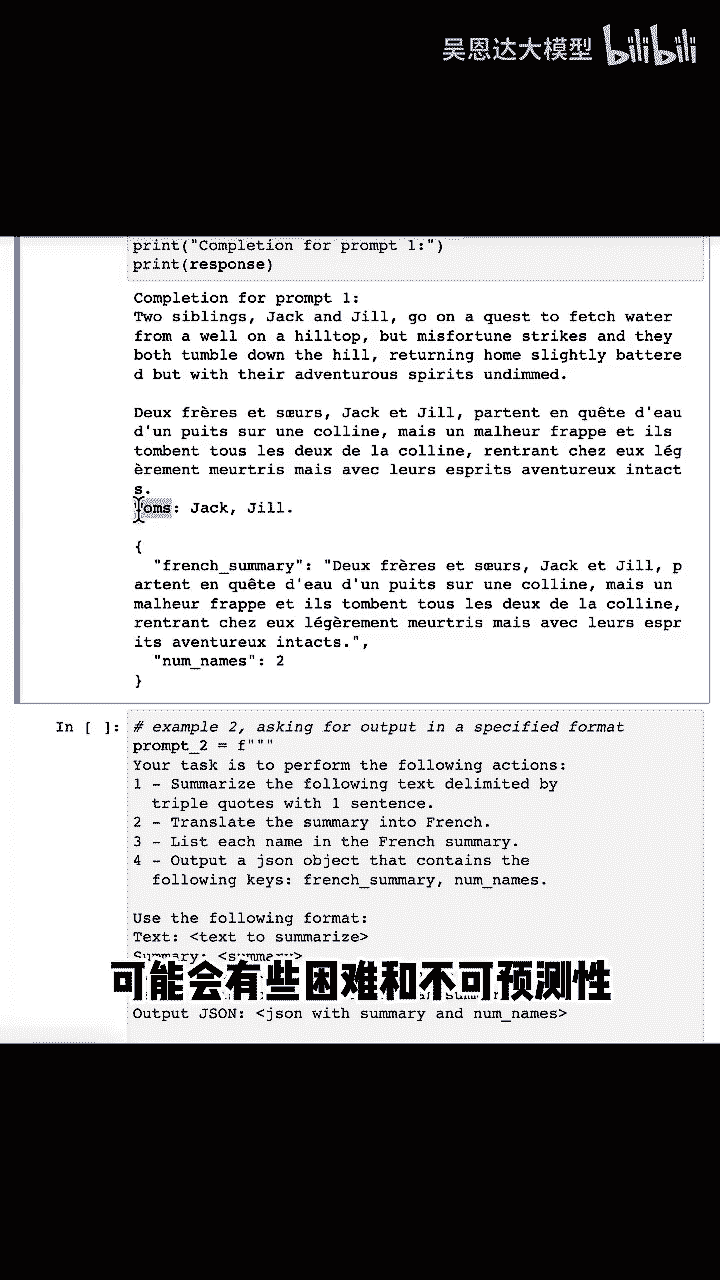 吴恩达大模型 bilibili
print("Completion for prompt 1:")
print(response)
Completion for prompt 1:
Two siblings, Jack and Jill, go on a quest to fetch water
from a well on a hilltop, but misfortune strikes and they
both tumble down the hill, returning home slightly battere
d but with their adventurous spirits undimmed.
Deux frères et sœurs, Jack et Jill, partent en quête d'eau
d'un puits sur une colline, mais un malheur frappe et ils
tombent tous les deux de la colline, rentrant chez eux lég
èrement meurtris mais avec leurs esprits aventureux intact
s.
Noms: Jack, Jill.
{
"french_summary": "Deux frères et sœurs, Jack et Jill, p
artent en quête d'eau d'un puits sur une colline, mais un
malheur frappe et ils tombent tous les deux de la colline,
rentrant chez eux légèrement meurtris mais avec leurs espr
its aventureux intacts.",
"num_names": 2
}
In [ ]: # example 2, asking for output in a specified format
prompt_2 = f"""
Your task is to perform the following actions:
1 - Summarize the following text delimited by
triple quotes with 1 sentence.
2 - Translate the summary into French.
3 - List each name in the French summary.
4 - Output a json object that contains the
following keys: french_summary, num_names.
Use the following format:
Text: <text to summarize>
Summary: <summary>
可能会有些困难和不可预测性
Output JSON: <json with summary and num_names>